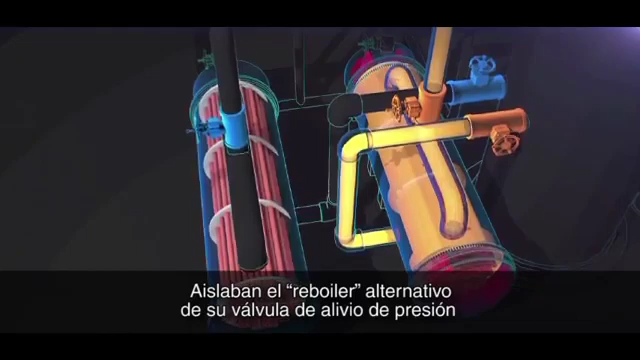 Aislaban el “reboiler” alternativo
de su válvula de alivio de presión